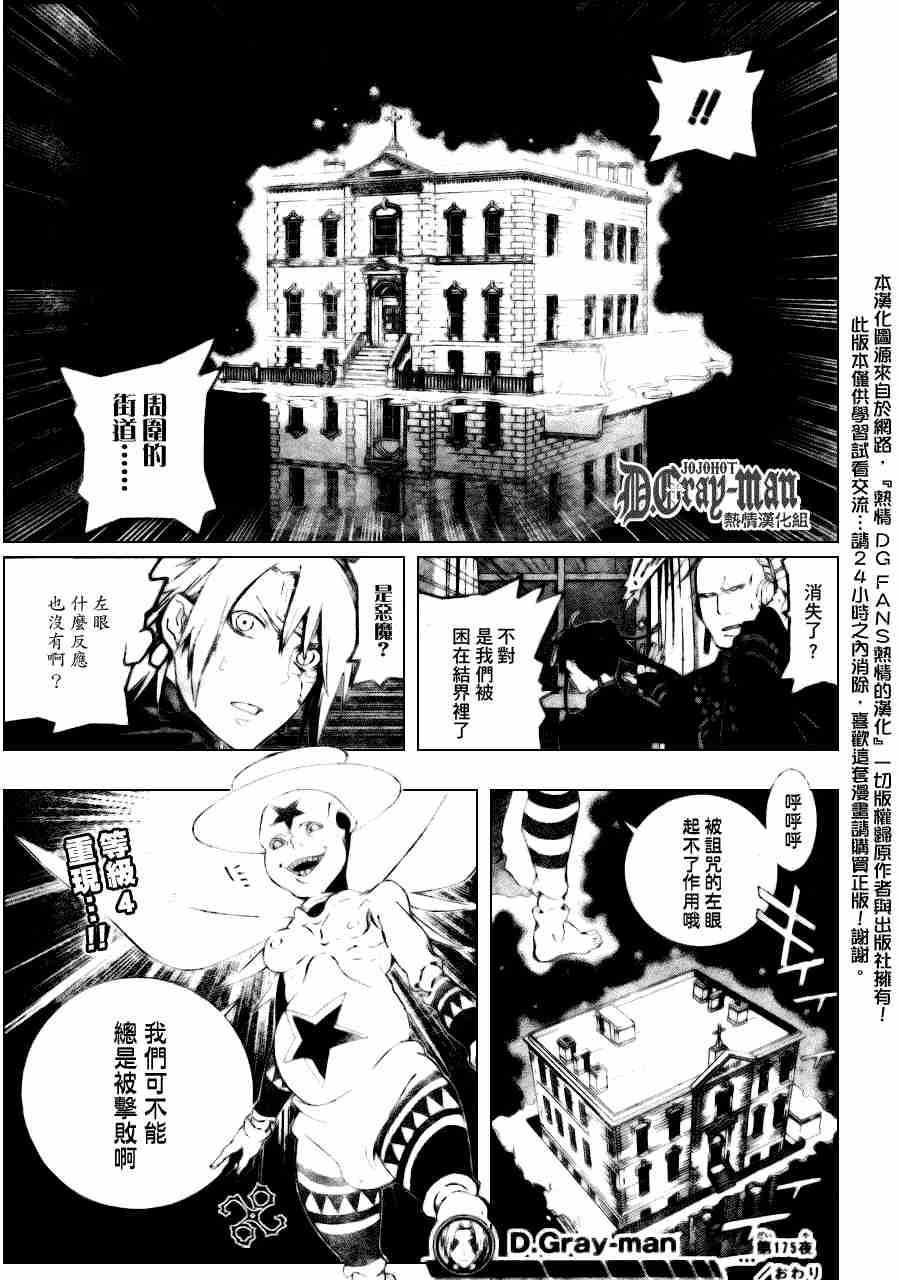 !!
周圍的
街道……
JOJOHOT
D.Gray-man
熱情漢化組
消失了？
不對
是我們被
困在結界裡了
是惡魔？
左眼
什麼反應
也沒有啊？
呼呼呼
被詛咒的左眼
起不了作用哦
等級4
重現…!!
我們可不能
總是被擊敗啊
D.Gray-man
…第175夜
／おわり
本漢化圖源來自於網路，『熱情DG FANS熱情的漢化』一切版權歸原作者與出版社擁有！
此版本僅供學習試看交流…請24小時之內消除，喜歡這套漫畫請購買正版！謝謝。